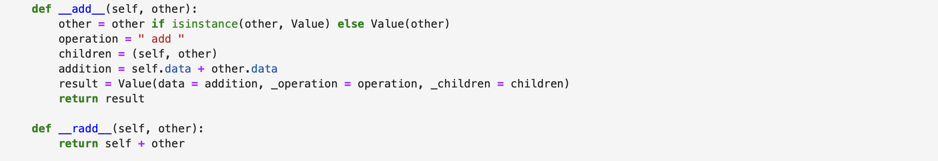 def __add__(self, other):
    other = other if isinstance(other, Value) else Value(other)
    operation = " add "
    children = (self, other)
    addition = self.data + other.data
    result = Value(data = addition, _operation = operation, _children = children)
    return result

def __radd__(self, other):
    return self + other